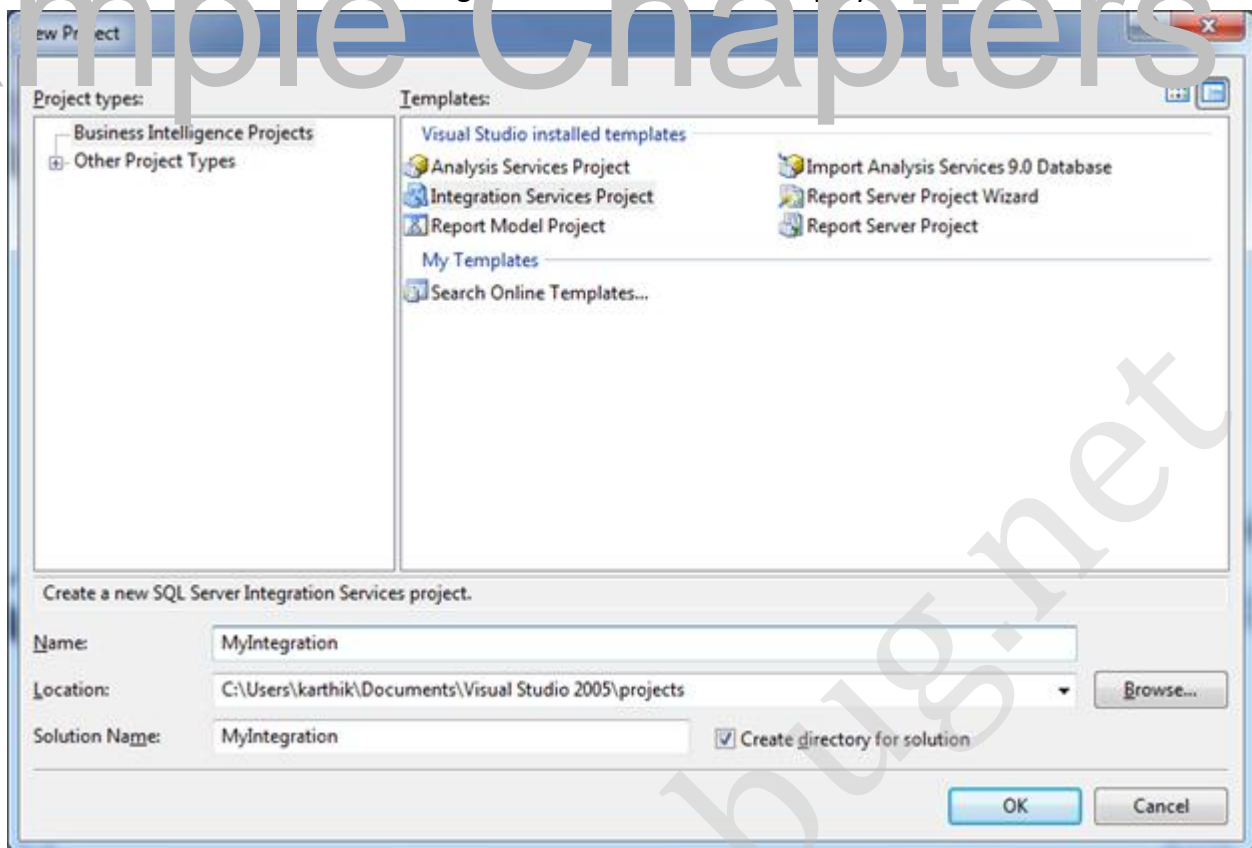 mple Chapters
ew Project
Project types:
Templates:
Business Intelligence Projects
Other Project Types
Visual Studio installed templates
Analysis Services Project
Import Analysis Services 9.0 Database
Integration Services Project
Report Server Project Wizard
Report Model Project
Report Server Project
My Templates
Search Online Templates...
Create a new SQL Server Integration Services project.
Name:
MyIntegration
Location:
C:\Users\karthik\Documents\Visual Studio 2005\projects
Browse...
Solution Name:
MyIntegration
Create directory for solution
OK
Cancel
bug.net